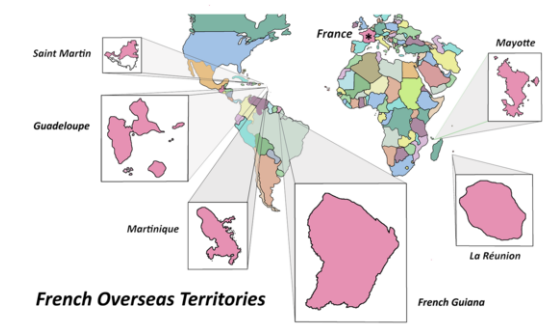 Saint Martin
France
Mayotte
Guadeloupe
Martinique
La Réunion
French Overseas Territories
French Guiana